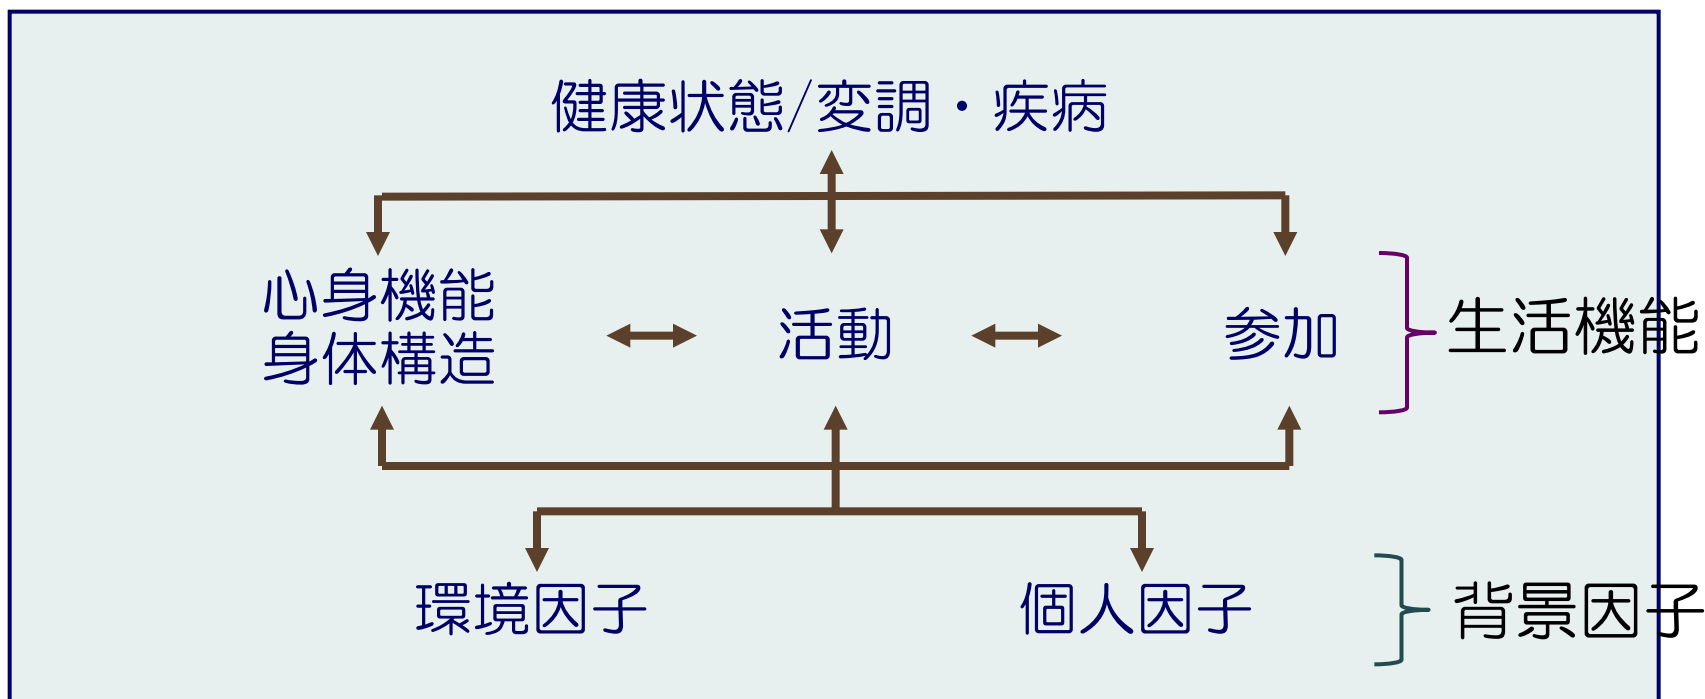 健康状態/変調・疾病
心身機能
身体構造
活動
参加
生活機能
環境因子
個人因子
背景因子